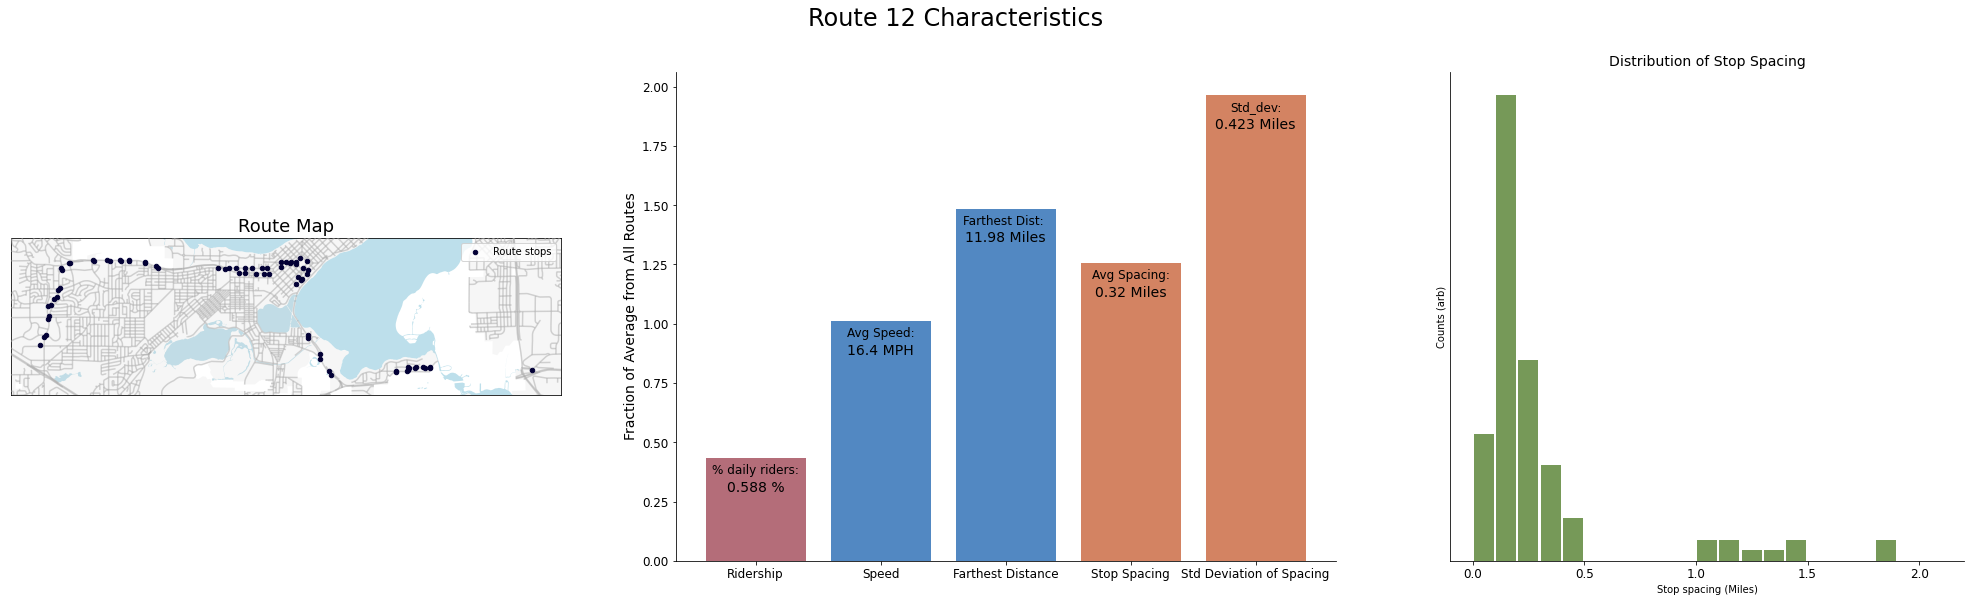 Route 12 Characteristics
Route Map
Route stops
Fraction of Average from All Routes
2.00
1.75
1.50
1.25
1.00
0.75
0.50
0.25
0.00
% daily riders:
0.588 %
Avg Speed:
16.4 MPH
Farthest Dist:
11.98 Miles
Avg Spacing:
0.32 Miles
Std_dev:
0.423 Miles
Ridership
Speed
Farthest Distance
Stop Spacing
Std Deviation of Spacing
Distribution of Stop Spacing
Counts (arb)
0.0
0.5
1.0
1.5
2.0
Stop spacing (Miles)